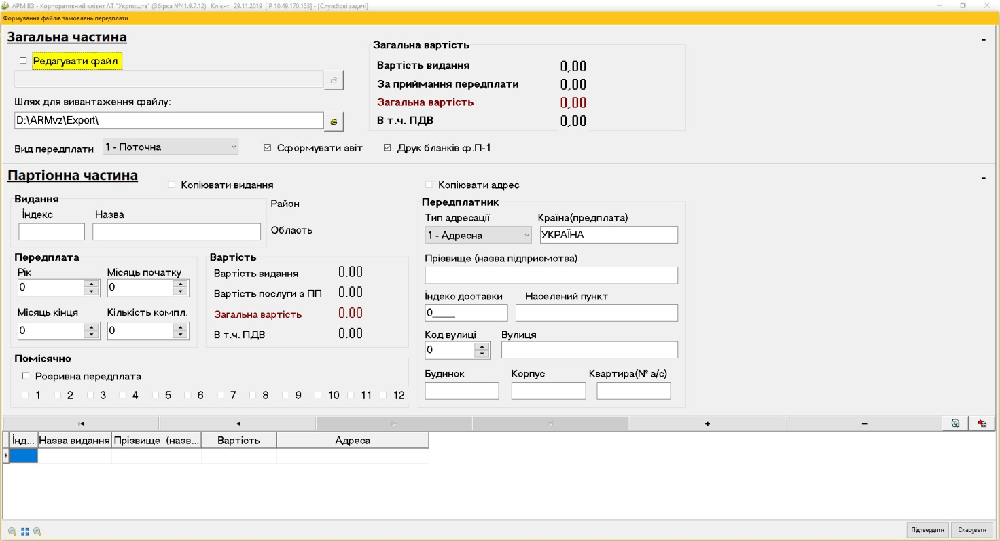 АРМ ВЗ - Корпоративний клієнт АТ "Укрпошта" (Збірка №41.9.7.12) Клієнт 29.11.2019 [IP 10.49.170.153] - [Службові задачі]
Формування файлів замовлень передплати
Загальна частина
-
Редагувати файл
Шлях для вивантаження файлу:
D:\ARMvz\Export\
Вид передплати 1 - Поточна
Сформувати звіт
Друк бланків ф.П-1
Загальна вартість
Вартість видання 0,00
За приймання передплати 0,00
Загальна вартість 0,00
В т.ч. ПДВ 0,00
Партіонна частина
-
Копіювати видання
Копіювати адрес
Видання
Індекс Назва
Район
Область
Передплата
Рік Місяць початку
0 0
Місяць кінця Кількість компл.
0 0
Вартість
Вартість видання 0.00
Вартість послуги з ПП 0.00
Загальна вартість 0.00
В т.ч. ПДВ 0.00
Помісячно
Розривна передплата
1 2 3 4 5 6 7 8 9 10 11 12
Передплатник
Тип адресації Країна(предплата)
1 - Адресна УКРАЇНА
Прізвище (назва підприємства)
Індекс доставки Населений пункт
0_____
Код вулиці Вулиця
0
Будинок Корпус Квартира(№ а/с)
+ -
Інд... Назва видання Прізвище (назв... Вартість Адреса
*
Підтвердити Скасувати